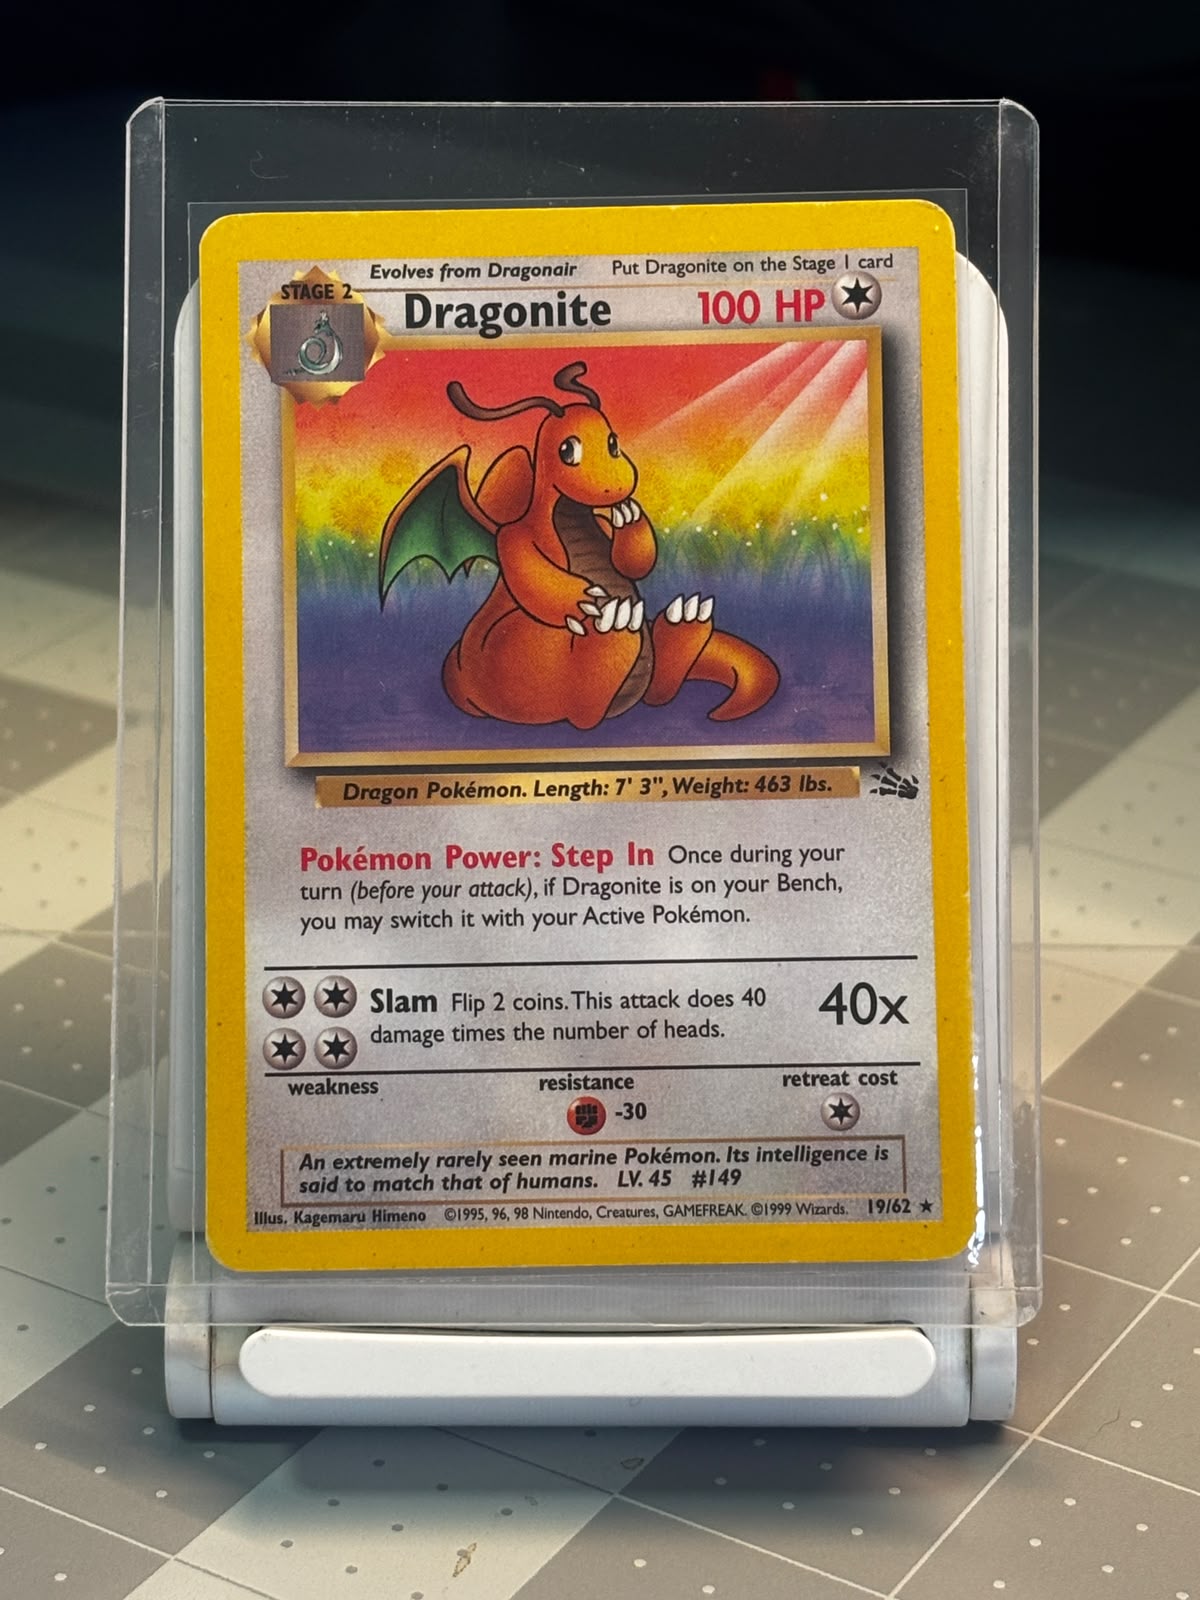 Evolves from Dragonair Put Dragonite on the Stage 1 card
STAGE 2
Dragonite 100 HP
Dragon Pokémon. Length: 7' 3", Weight: 463 lbs.
Pokémon Power: Step In Once during your
turn (before your attack), if Dragonite is on your Bench,
you may switch it with your Active Pokémon.
Slam Flip 2 coins. This attack does 40
damage times the number of heads.
40x
weakness resistance retreat cost
-30
An extremely rarely seen marine Pokémon. Its intelligence is
said to match that of humans. LV. 45 #149
Illus. Kagemaru Himeno ©1995, 96, 98 Nintendo, Creatures, GAMEFREAK. ©1999 Wizards. 19/62 ★